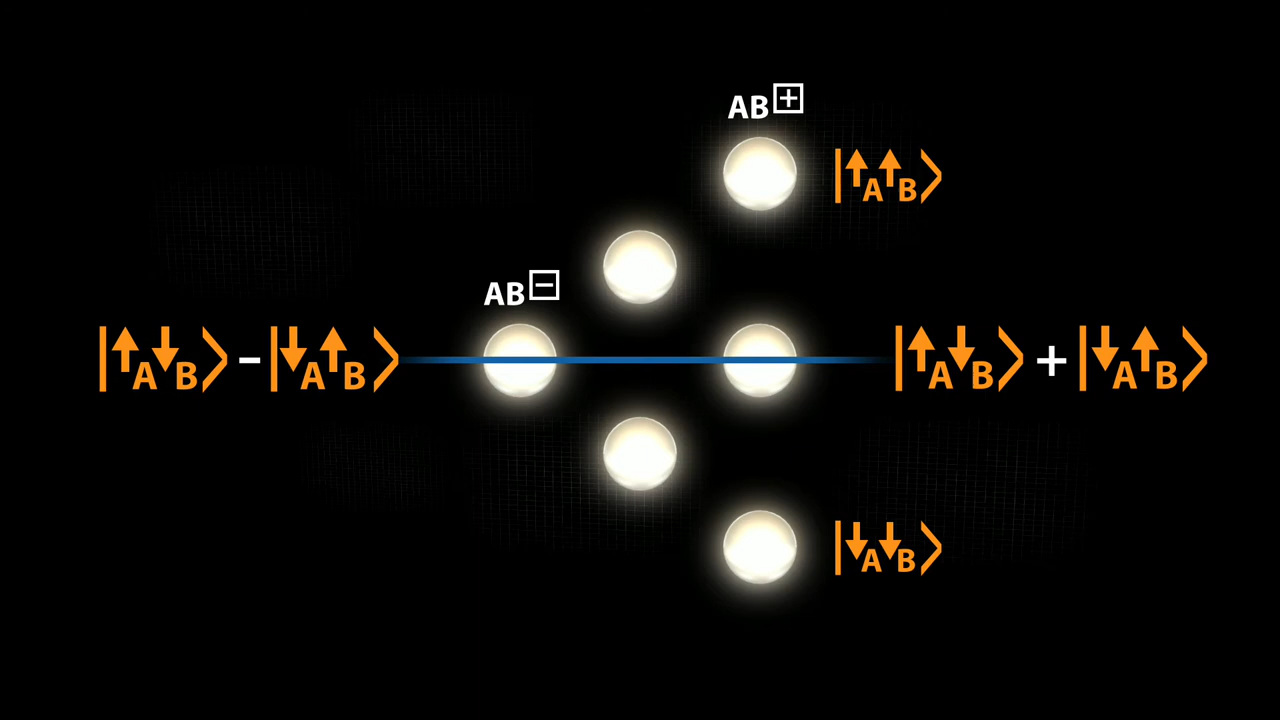 AB⊞
|↑A↑B⟩
AB⊟
|↑A↓B⟩ − |↓A↑B⟩
|↑A↓B⟩ + |↓A↑B⟩
|↓A↓B⟩